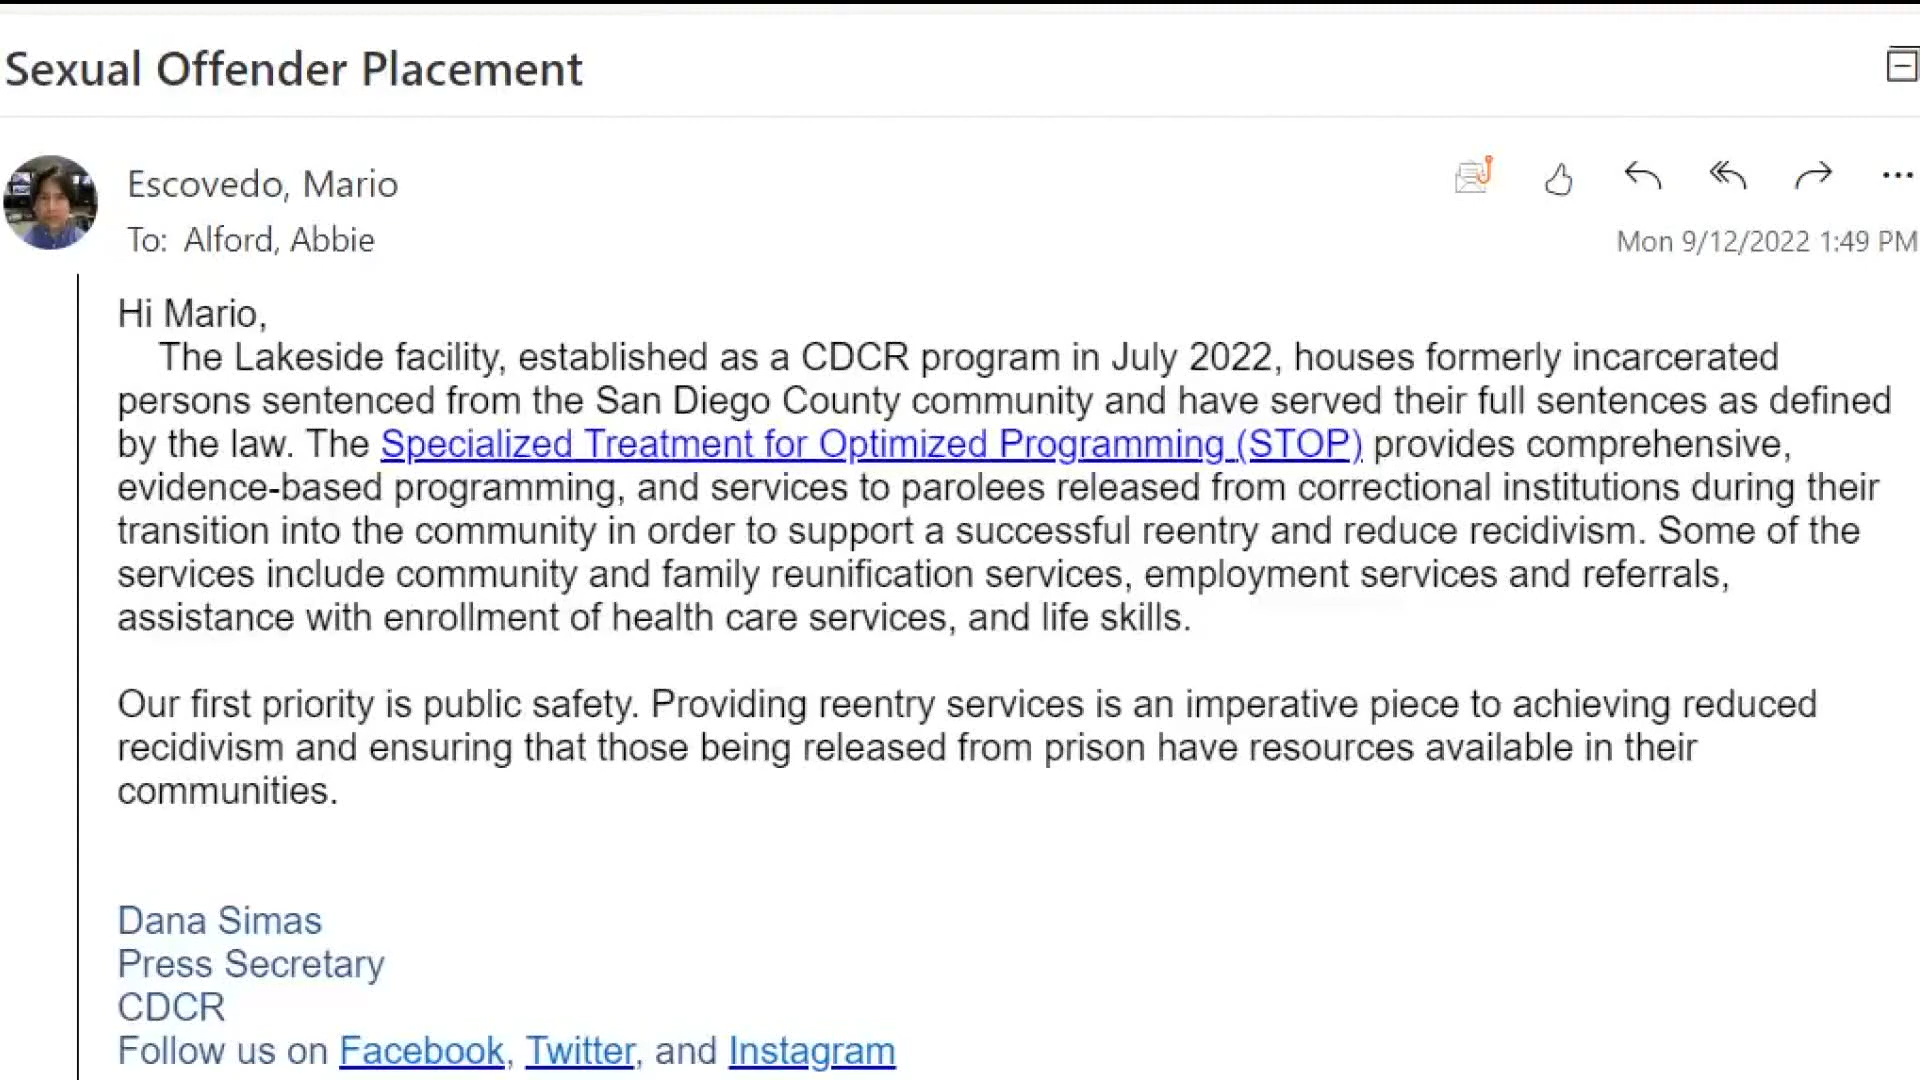 Sexual Offender Placement
Escovedo, Mario
To: Alford, Abbie
Mon 9/12/2022 1:49 PM
Hi Mario,
The Lakeside facility, established as a CDCR program in July 2022, houses formerly incarcerated
persons sentenced from the San Diego County community and have served their full sentences as defined
by the law. The Specialized Treatment for Optimized Programming (STOP) provides comprehensive,
evidence-based programming, and services to parolees released from correctional institutions during their
transition into the community in order to support a successful reentry and reduce recidivism. Some of the
services include community and family reunification services, employment services and referrals,
assistance with enrollment of health care services, and life skills.
Our first priority is public safety. Providing reentry services is an imperative piece to achieving reduced
recidivism and ensuring that those being released from prison have resources available in their
communities.
Dana Simas
Press Secretary
CDCR
Follow us on Facebook, Twitter, and Instagram